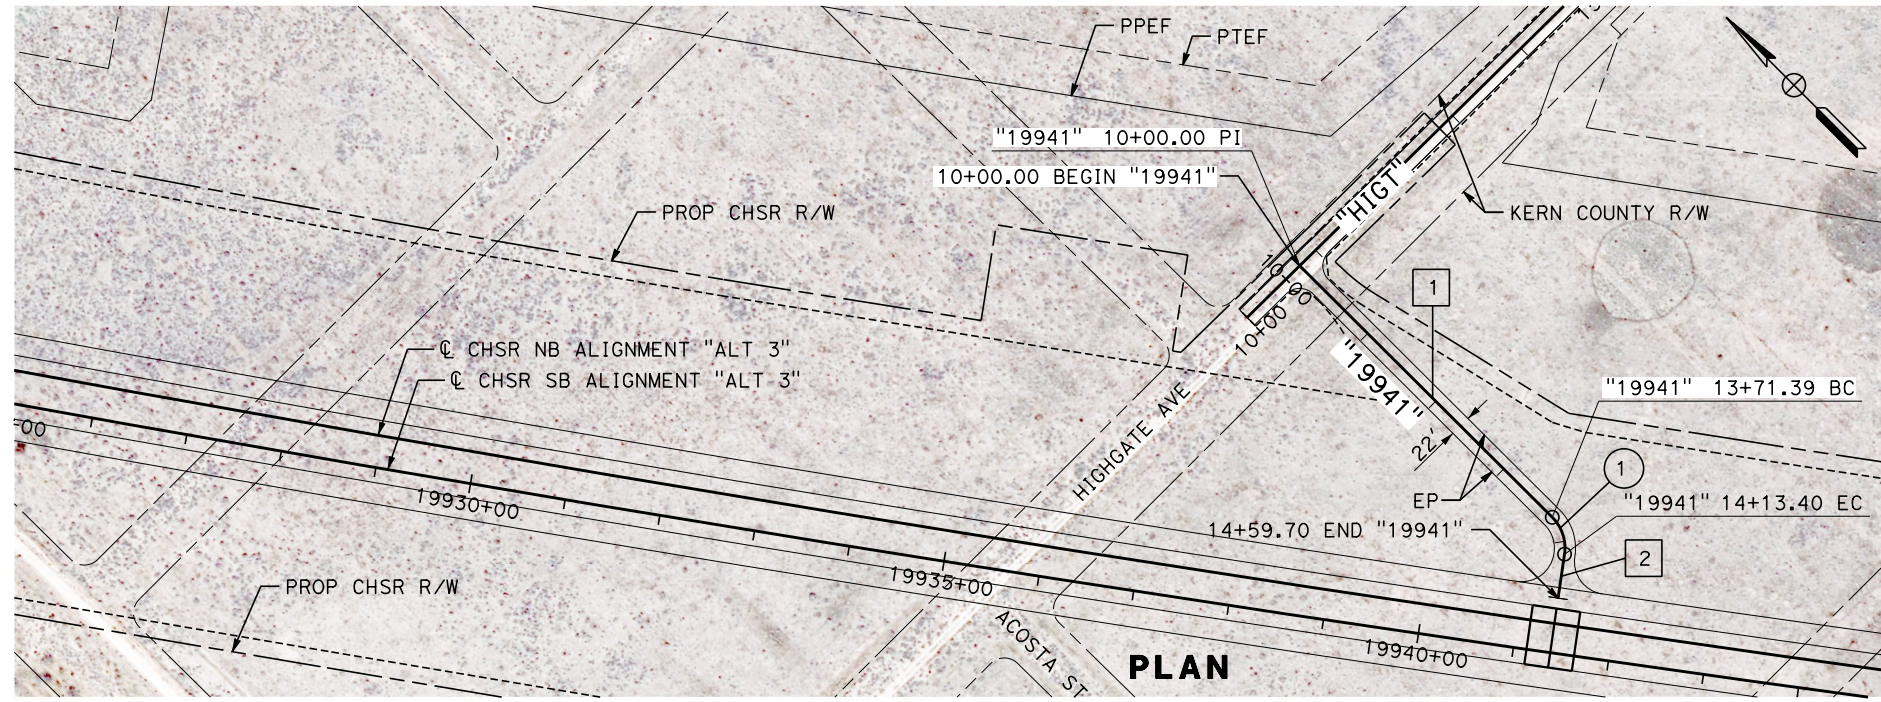 PPEF
PTEF
"19941" 10+00.00 PI
10+00.00 BEGIN "19941"
"HIGT"
PROP CHSR R/W
KERN COUNTY R/W
1
10+00
"19941"
℄ CHSR NB ALIGNMENT "ALT 3"
℄ CHSR SB ALIGNMENT "ALT 3"
"19941" 13+71.39 BC
HIGHGATE AVE
22'
1
EP
"19941" 14+13.40 EC
14+59.70 END "19941"
2
+00
19930+00
19935+00
PROP CHSR R/W
ACOSTA ST
19940+00
PLAN